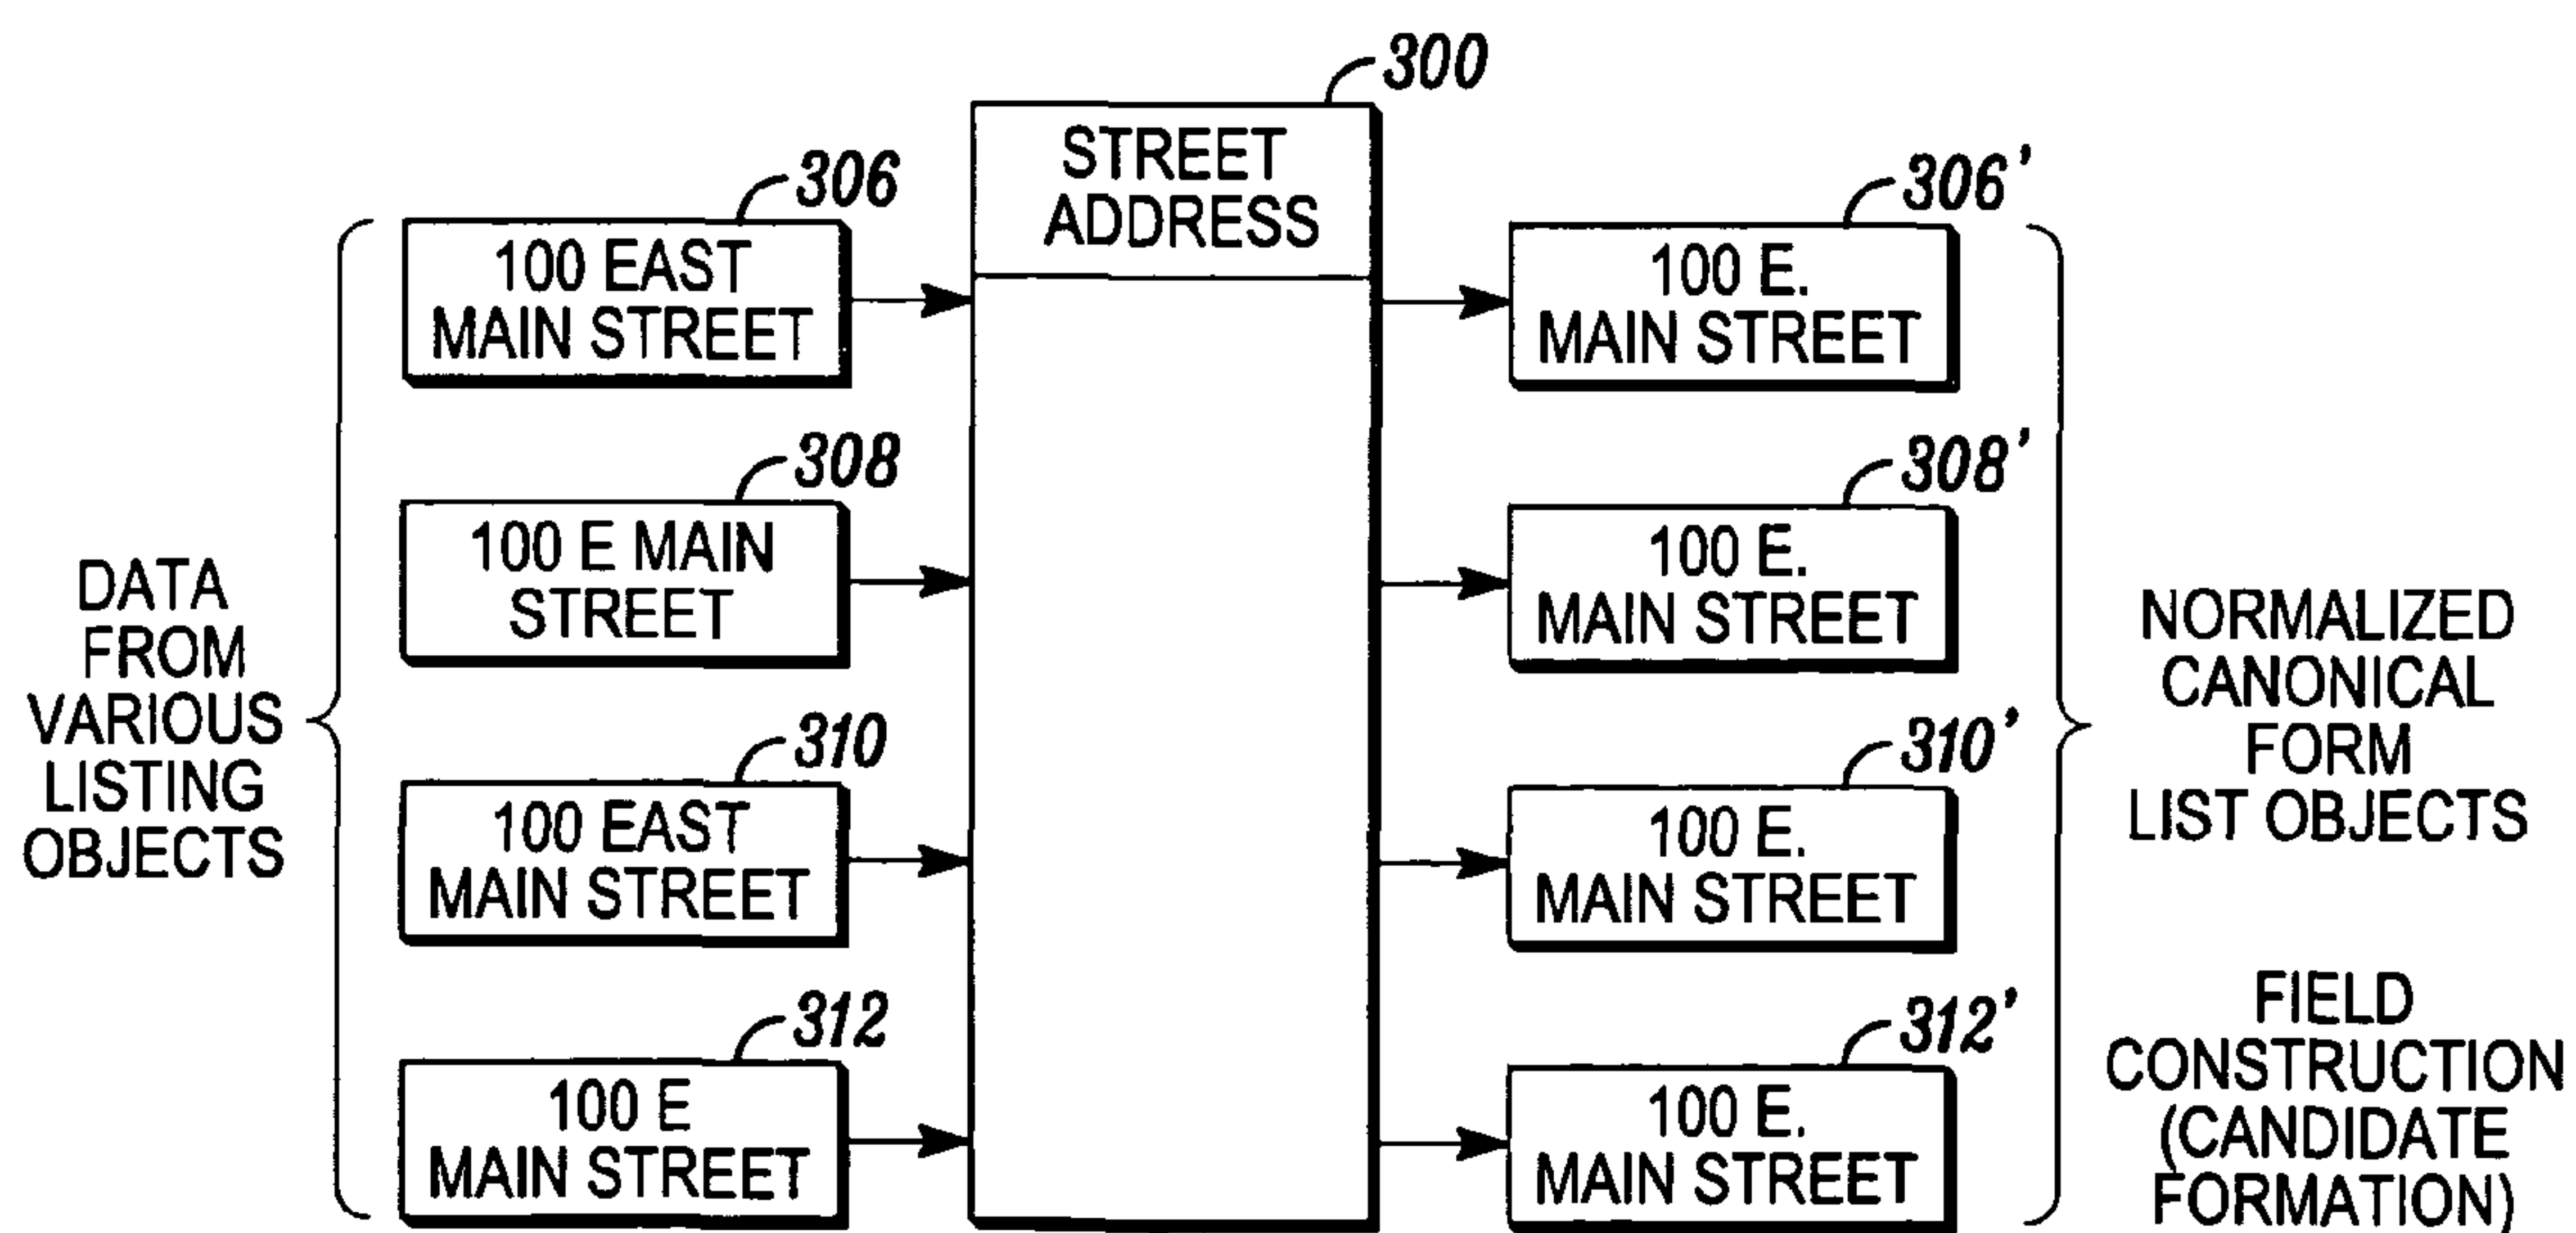 300
STREET
ADDRESS
306
100 EAST
MAIN STREET
308
100 E MAIN
STREET
310
100 EAST
MAIN STREET
312
100 E
MAIN STREET
DATA
FROM
VARIOUS
LISTING
OBJECTS
306'
100 E.
MAIN STREET
308'
100 E.
MAIN STREET
310'
100 E.
MAIN STREET
312'
100 E.
MAIN STREET
NORMALIZED
CANONICAL
FORM
LIST OBJECTS
FIELD
CONSTRUCTION
(CANDIDATE
FORMATION)